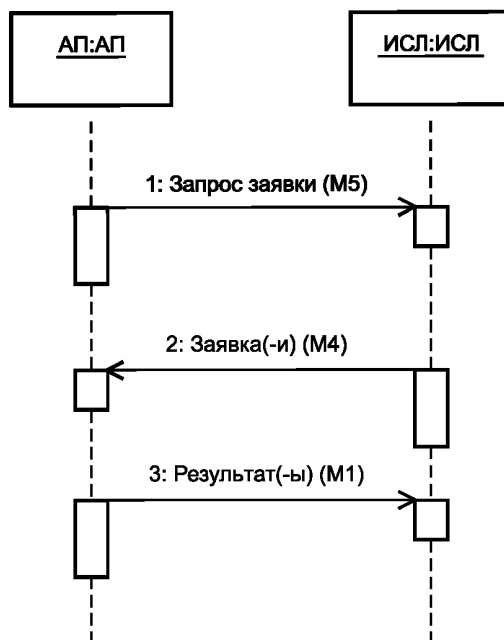 АП:АП
ИСЛ:ИСЛ
1: Запрос заявки (М5)
2: Заявка(-и) (М4)
3: Результат(-ы) (М1)